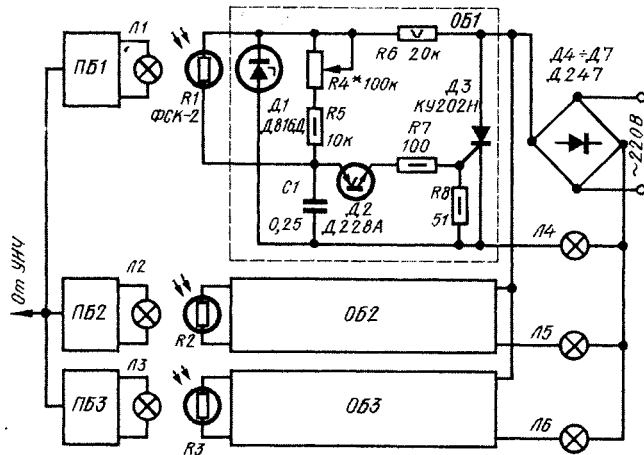 Л1
ОБ1
ПБ1
R1
ФСК-2
Д1
Д816Д
R4*100к
R5
10к
R6 20к
Д3
КУ202Н
R7
100
Д4÷Д7
Д247
~220В
C1
0,25
Д2
Д228А
R8
51
Л4
От УНЧ
Л2
ПБ2
R2
ОБ2
Л5
Л3
ПБ3
R3
ОБ3
Л6